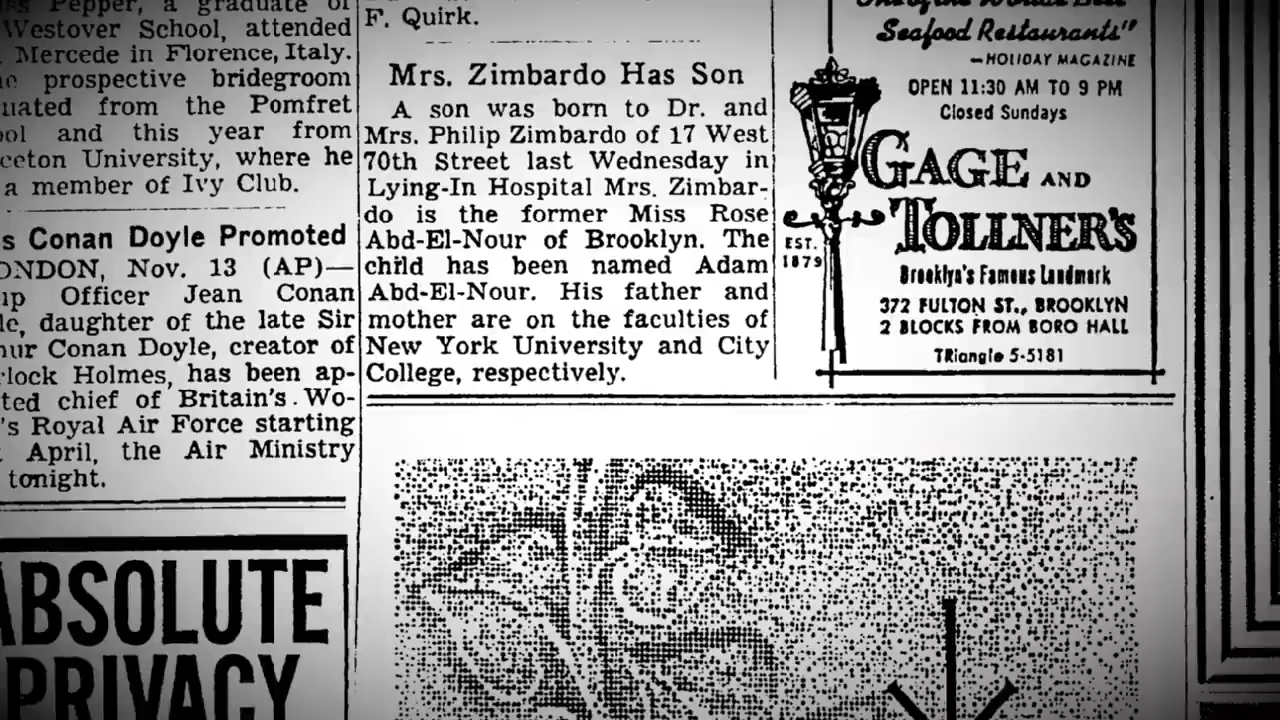 Pepper, a graduate of
Westover School, attended
Mercede in Florence, Italy.
prospective bridegroom
from the Pomfret
and this year from
University, where he
a member of Ivy Club.
Conan Doyle Promoted
Nov. 13 (AP)—
Officer Jean Conan
daughter of the late Sir
Conan Doyle, creator of
Holmes, has been ap-
chief of Britain's Wo-
Royal Air Force starting
April, the Air Ministry
tonight.
ABSOLUTE
PRIVACY
F. Quirk.
Mrs. Zimbardo Has Son
A son was born to Dr. and
Mrs. Philip Zimbardo of 17 West
70th Street last Wednesday in
Lying-In Hospital Mrs. Zimbar-
do is the former Miss Rose
Abd-El-Nour of Brooklyn. The
child has been named Adam
Abd-El-Nour. His father and
mother are on the faculties of
New York University and City
College, respectively.
Seafood Restaurants"
—HOLIDAY MAGAZINE
OPEN 11:30 AM TO 9 PM
Closed Sundays
GAGE AND
TOLLNER'S
EST.
1879
Brooklyn's Famous Landmark
372 FULTON ST., BROOKLYN
2 BLOCKS FROM BORO HALL
TRiangle 5-5181